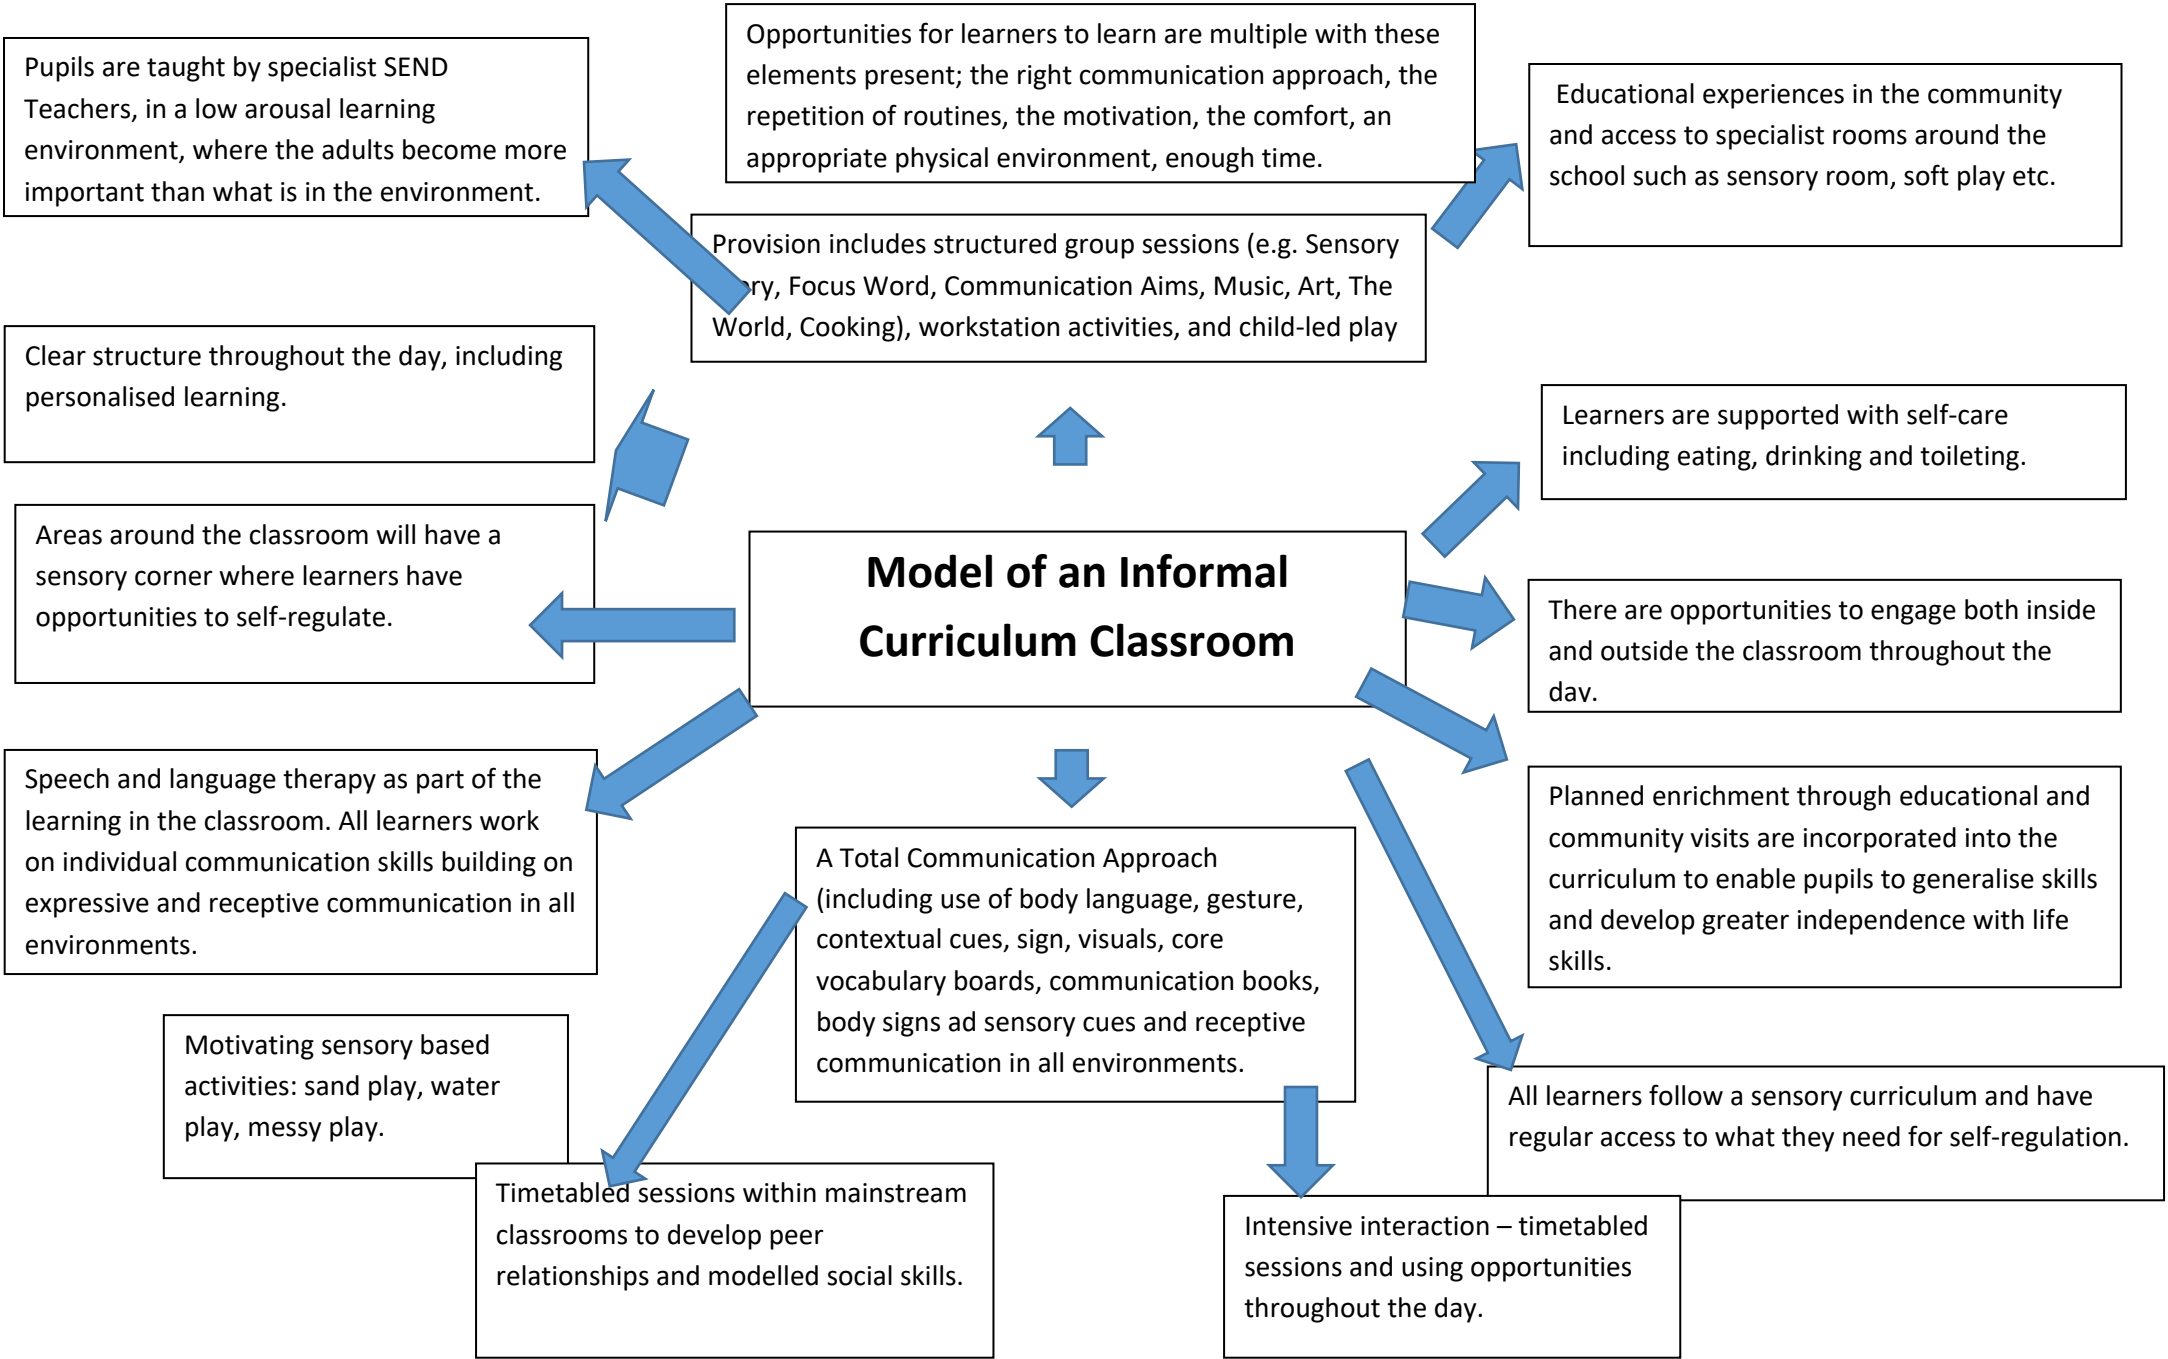 Opportunities for learners to learn are multiple with these
elements present; the right communication approach, the
repetition of routines, the motivation, the comfort, an
appropriate physical environment, enough time.
Pupils are taught by specialist SEND
Teachers, in a low arousal learning
environment, where the adults become more
important than what is in the environment.
Educational experiences in the community
and access to specialist rooms around the
school such as sensory room, soft play etc.
Provision includes structured group sessions (e.g. Sensory
ory, Focus Word, Communication Aims, Music, Art, The
World, Cooking), workstation activities, and child-led play
Clear structure throughout the day, including
personalised learning.
Learners are supported with self-care
including eating, drinking and toileting.
Areas around the classroom will have a
sensory corner where learners have
opportunities to self-regulate.
Model of an Informal
Curriculum Classroom
There are opportunities to engage both inside
and outside the classroom throughout the
day.
Speech and language therapy as part of the
learning in the classroom. All learners work
on individual communication skills building on
expressive and receptive communication in all
environments.
A Total Communication Approach
(including use of body language, gesture,
contextual cues, sign, visuals, core
vocabulary boards, communication books,
body signs ad sensory cues and receptive
communication in all environments.
Planned enrichment through educational and
community visits are incorporated into the
curriculum to enable pupils to generalise skills
and develop greater independence with life
skills.
Motivating sensory based
activities: sand play, water
play, messy play.
All learners follow a sensory curriculum and have
regular access to what they need for self-regulation.
Timetabled sessions within mainstream
classrooms to develop peer
relationships and modelled social skills.
Intensive interaction – timetabled
sessions and using opportunities
throughout the day.